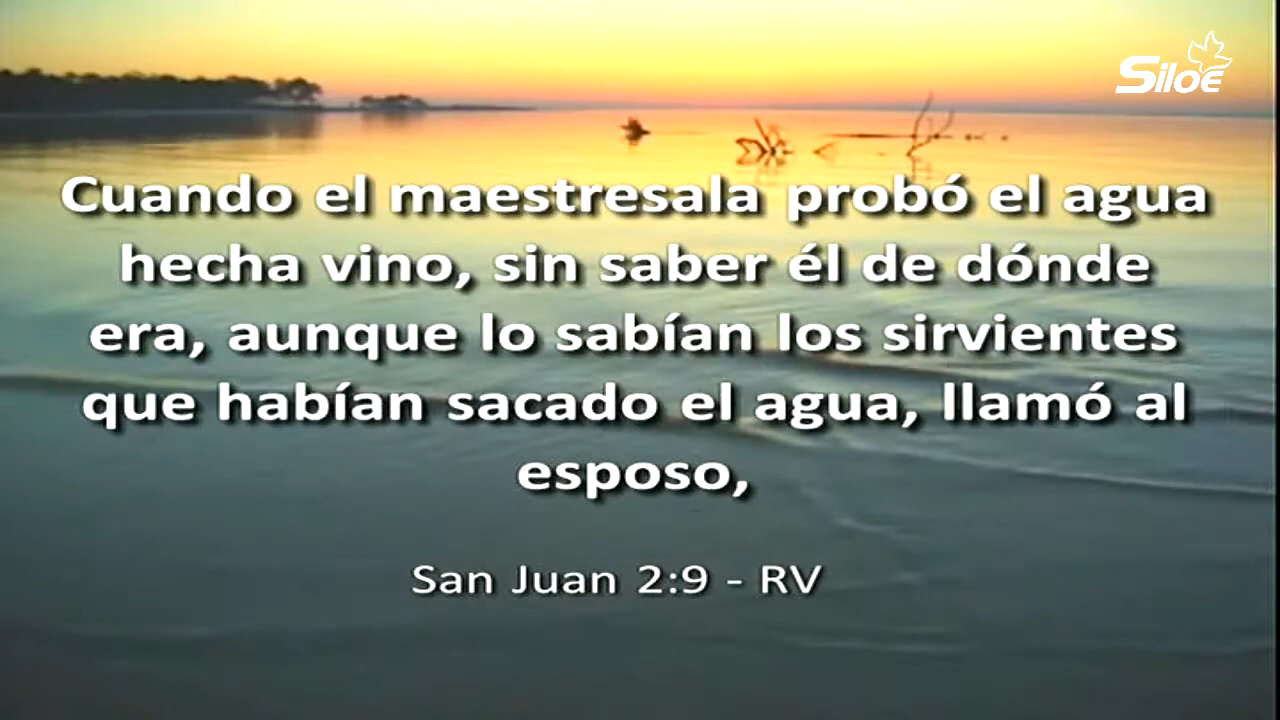 Siloé
Cuando el maestresala probó el agua
hecha vino, sin saber él de dónde
era, aunque lo sabían los sirvientes
que habían sacado el agua, llamó al
esposo,
San Juan 2:9 - RV